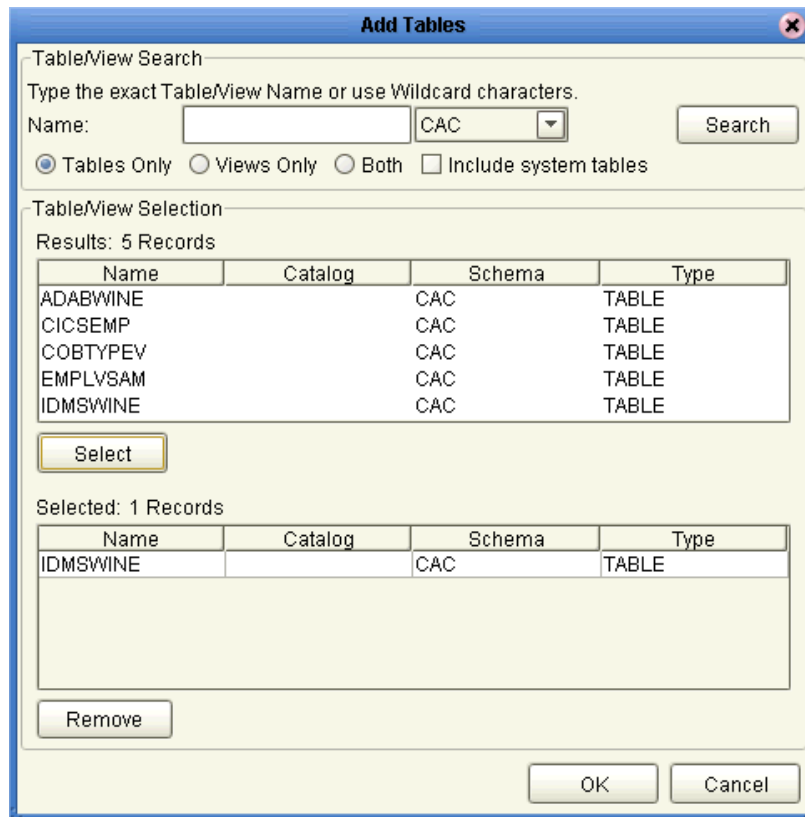 Add Tables
Table/View Search
Type the exact Table/View Name or use Wildcard characters.
Name: CAC Search
Tables Only Views Only Both Include system tables
Table/View Selection
Results: 5 Records
Name Catalog Schema Type
ADABWINE CAC TABLE
CICSEMP CAC TABLE
COBTYPEV CAC TABLE
EMPLVSAM CAC TABLE
IDMSWINE CAC TABLE
Select
Selected: 1 Records
Name Catalog Schema Type
IDMSWINE CAC TABLE
Remove
OK Cancel